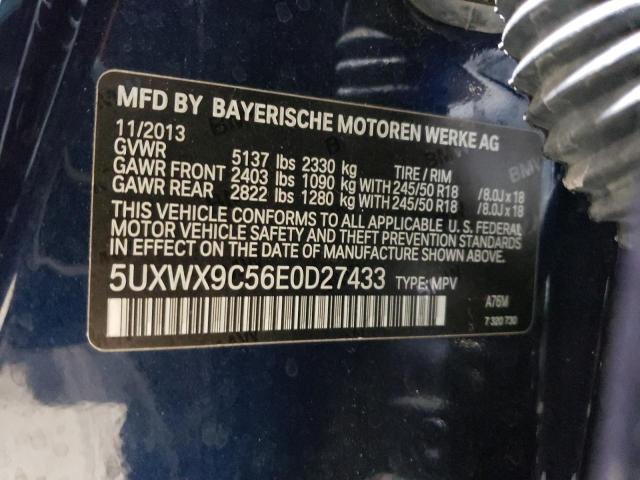 MFD BY BAYERISCHE MOTOREN WERKE AG
11/2013
GVWR 5137 lbs 2330 kg TIRE / RIM
GAWR FRONT 2403 lbs 1090 kg WITH 245/50 R18 /8.0J x 18
GAWR REAR 2822 lbs 1280 kg WITH 245/50 R18 /8.0J x 18
THIS VEHICLE CONFORMS TO ALL APPLICABLE U. S. FEDERAL
MOTOR VEHICLE SAFETY AND THEFT PREVENTION STANDARDS
IN EFFECT ON THE DATE OF MANUFACTURE SHOWN ABOVE.
5UXWX9C56E0D27433 TYPE: MPV
A76M
7 320 730